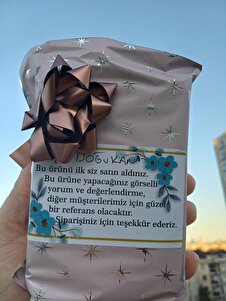 DOĞUKAN
Bu ürünü ilk siz satın aldınız.
Bu ürüne yapacağınız görselli
yorum ve değerlendirme,
diğer müşterilerimiz için güzel
bir referans olacaktır.
Siparişiniz için teşekkür ederiz.